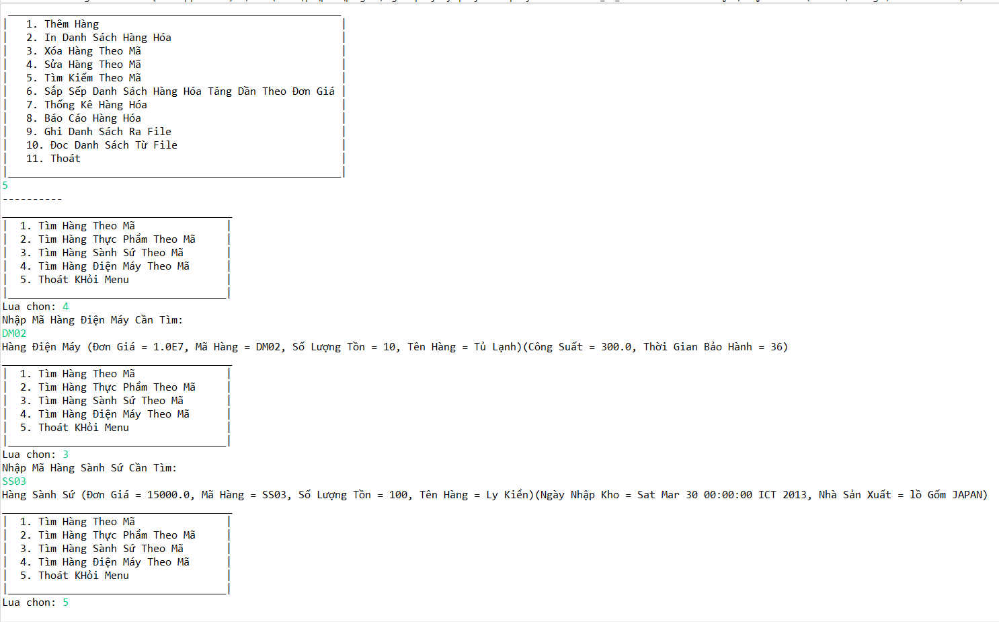 | 1. Thêm Hàng |
| 2. In Danh Sách Hàng Hóa |
| 3. Xóa Hàng Theo Mã |
| 4. Sửa Hàng Theo Mã |
| 5. Tìm Kiếm Theo Mã |
| 6. Sắp Sếp Danh Sách Hàng Hóa Tăng Dần Theo Đơn Giá |
| 7. Thống Kê Hàng Hóa |
| 8. Báo Cáo Hàng Hóa |
| 9. Ghi Danh Sách Ra File |
| 10. Đoc Danh Sách Từ File |
| 11. Thoát |
5
----------
| 1. Tìm Hàng Theo Mã |
| 2. Tìm Hàng Thực Phẩm Theo Mã |
| 3. Tìm Hàng Sành Sứ Theo Mã |
| 4. Tìm Hàng Điện Máy Theo Mã |
| 5. Thoát KHỏi Menu |
Lua chon: 4
Nhập Mã Hàng Điện Máy Cần Tìm:
DM02
Hàng Điện Máy (Đơn Giá = 1.0E7, Mã Hàng = DM02, Số Lượng Tồn = 10, Tên Hàng = Tủ Lạnh)(Công Suất = 300.0, Thời Gian Bảo Hành = 36)
| 1. Tìm Hàng Theo Mã |
| 2. Tìm Hàng Thực Phẩm Theo Mã |
| 3. Tìm Hàng Sành Sứ Theo Mã |
| 4. Tìm Hàng Điện Máy Theo Mã |
| 5. Thoát KHỏi Menu |
Lua chon: 3
Nhập Mã Hàng Sành Sứ Cần Tìm:
SS03
Hàng Sành Sứ (Đơn Giá = 15000.0, Mã Hàng = SS03, Số Lượng Tồn = 100, Tên Hàng = Ly Kiển)(Ngày Nhập Kho = Sat Mar 30 00:00:00 ICT 2013, Nhà Sản Xuất = lồ Gốm JAPAN)
| 1. Tìm Hàng Theo Mã |
| 2. Tìm Hàng Thực Phẩm Theo Mã |
| 3. Tìm Hàng Sành Sứ Theo Mã |
| 4. Tìm Hàng Điện Máy Theo Mã |
| 5. Thoát KHỏi Menu |
Lua chon: 5